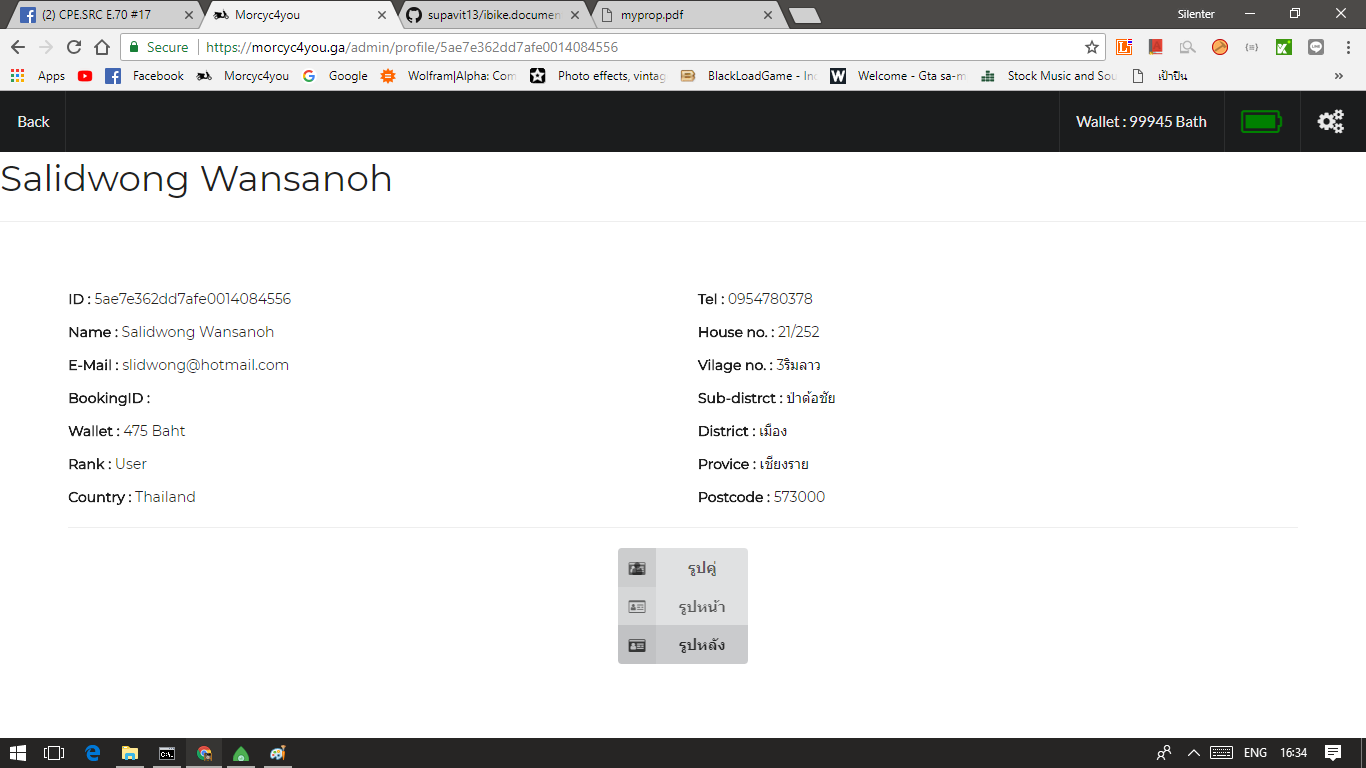 (2) CPE.SRC E.70 #17
Morcyc4you
supavit13/ibike.documen
myprop.pdf
Silenter
Secure
https://morcyc4you.ga/admin/profile/5ae7e362dd7afe0014084556
Apps
Facebook
Morcyc4you
Google
Wolfram|Alpha: Com
Photo effects, vintag
BlackLoadGame - Inc
Welcome - Gta sa-m
Stock Music and Sou
เป้าปืน
Back
Wallet : 99945 Bath
Salidwong Wansanoh
ID : 5ae7e362dd7afe0014084556
Name : Salidwong Wansanoh
E-Mail : slidwong@hotmail.com
BookingID :
Wallet : 475 Baht
Rank : User
Country : Thailand
Tel : 0954780378
House no. : 21/252
Vilage no. : 3ริมลาว
Sub-distrct : ป่าด้อชัย
District : เมือง
Provice : เชียงราย
Postcode : 573000
รูปคู่
รูปหน้า
รูปหลัง
ENG
16:34